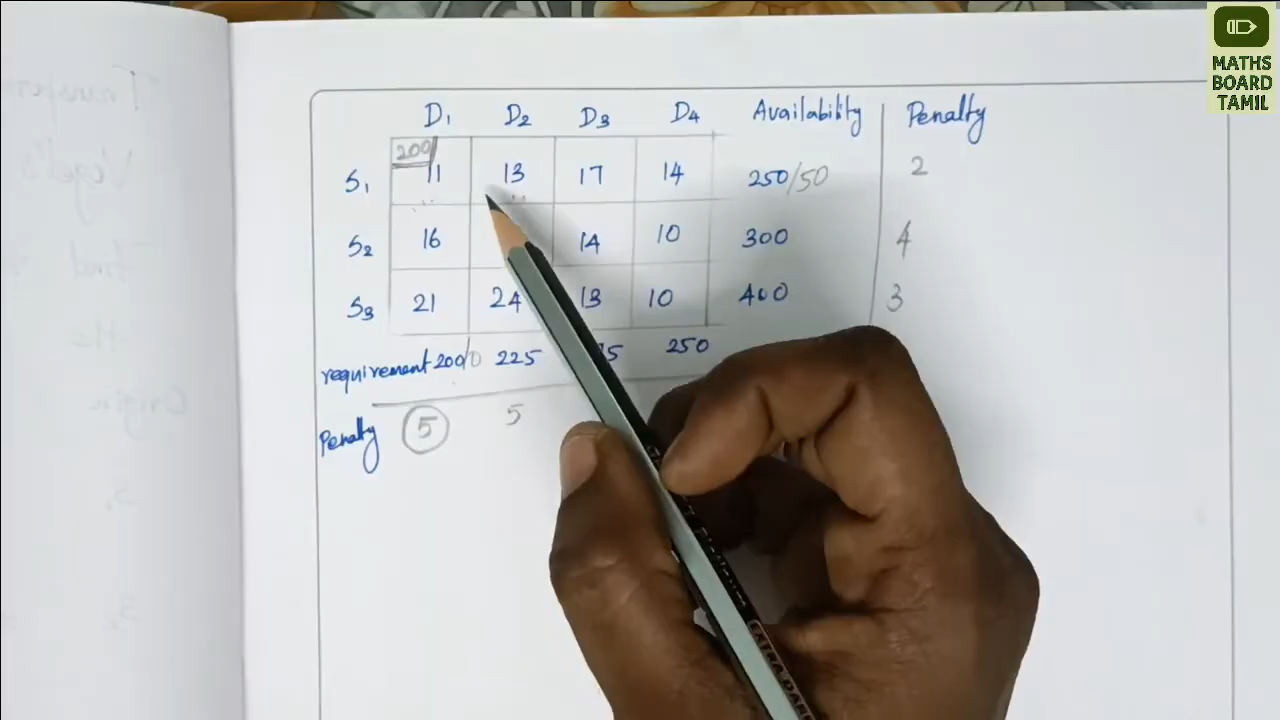 MATHS
BOARD
TAMIL
D1 D2 D3 D4 Availability Penalty
200
S1 11 13 17 14 250/50 2
S2 16 14 10 300 4
S3 21 24 13 10 400 3
requirement 200/0 225 250
Penalty 5 5